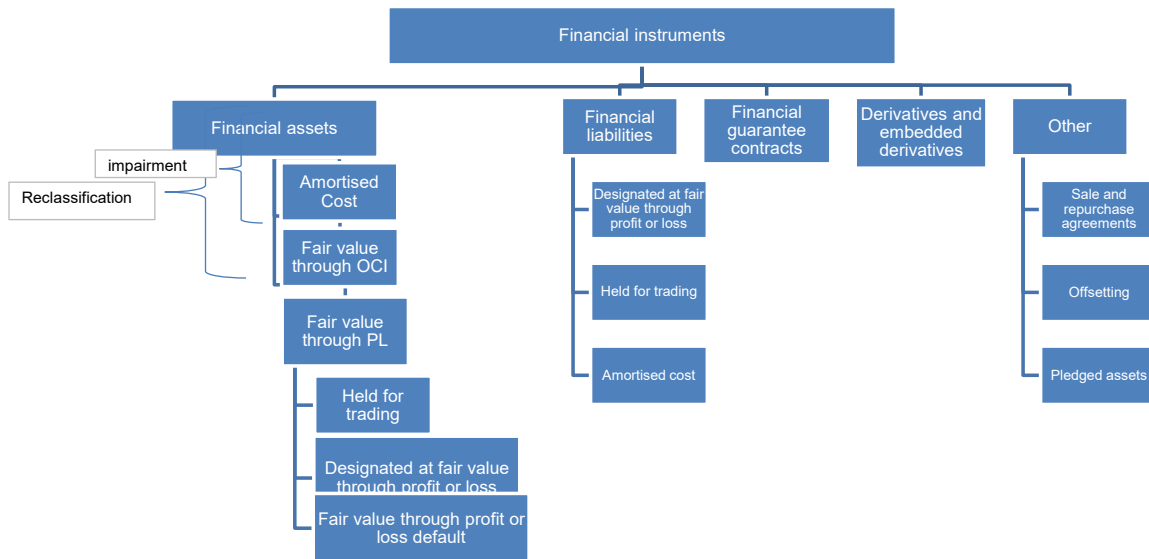 Financial instruments
Financial assets
impairment
Reclassification
Amortised
Cost
Fair value
through OCI
Fair value
through PL
Held for
trading
Designated at fair value
through profit or loss
Fair value through profit or
loss default
Financial
liabilities
Designated at fair
value through
profit or loss
Held for trading
Amortised cost
Financial
guarantee
contracts
Derivatives and
embedded
derivatives
Other
Sale and
repurchase
agreements
Offsetting
Pledged assets